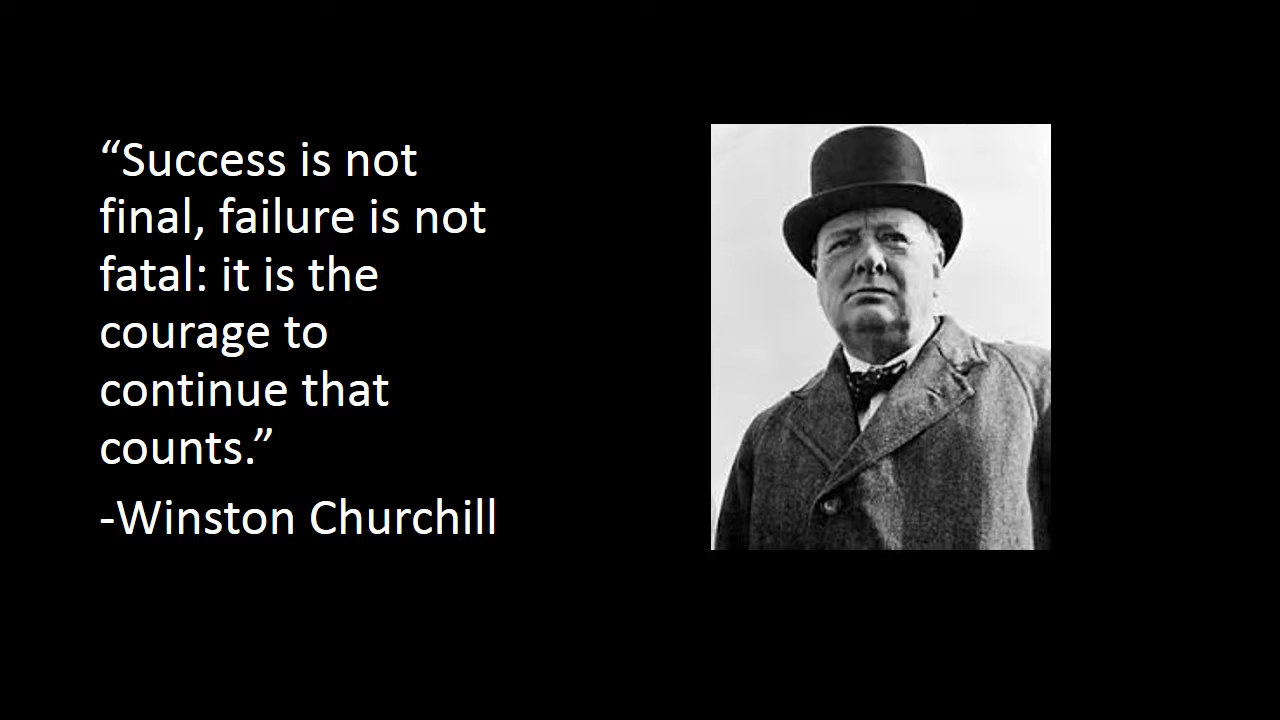 “Success is not
final, failure is not
fatal: it is the
courage to
continue that
counts.”
-Winston Churchill